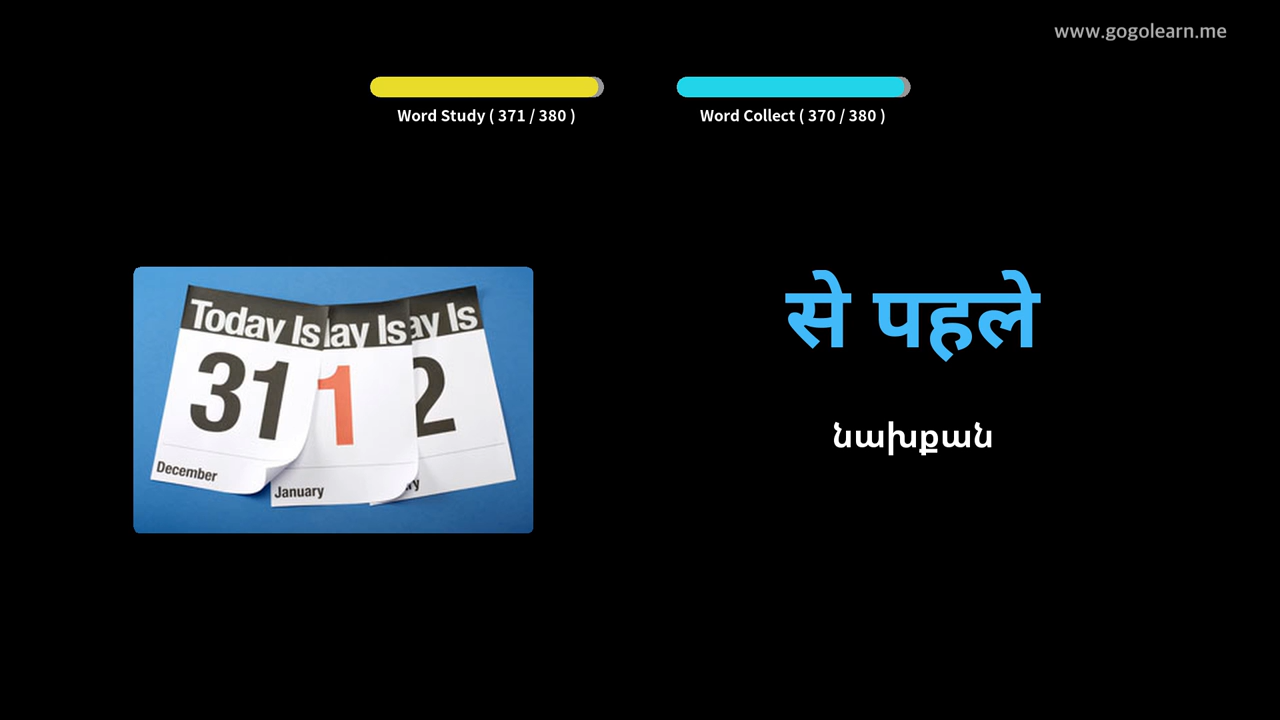 www.gogolearn.me
Word Study ( 371 / 380 )
Word Collect ( 370 / 380 )
Today Is
31
December
ay Is
1
January
ay Is
2
से पहले
նախքան